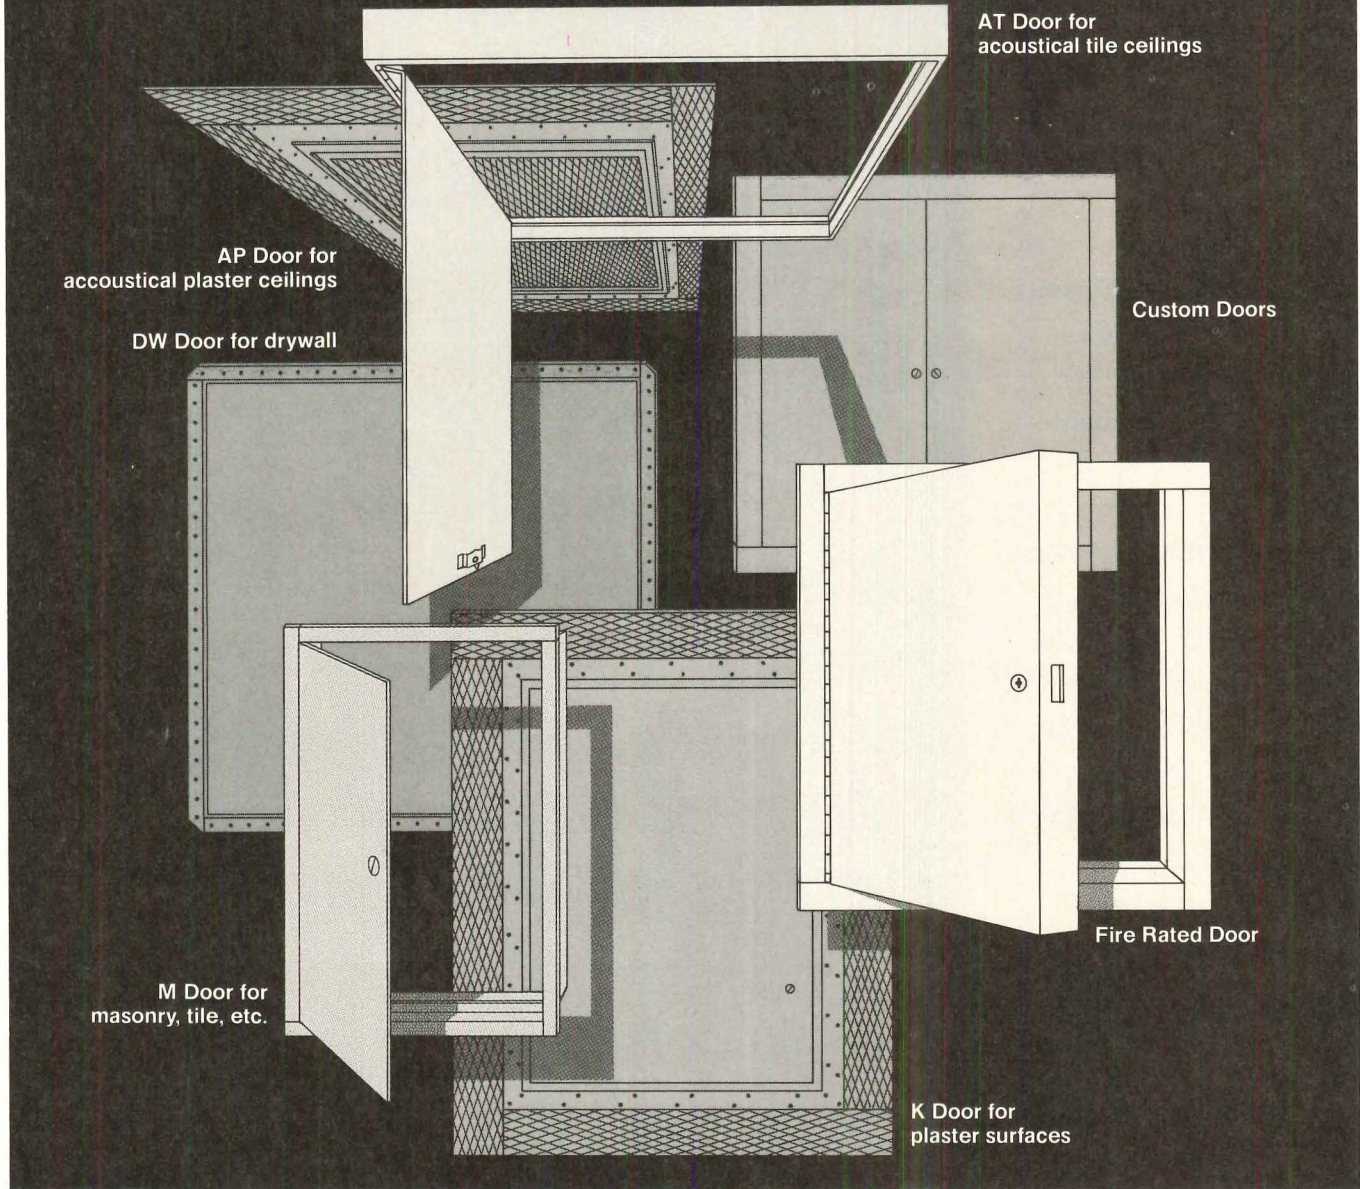 AT Door for
acoustical tile ceilings
AP Door for
accoustical plaster ceilings
Custom Doors
DW Door for drywall
Fire Rated Door
M Door for
masonry, tile, etc.
K Door for
plaster surfaces